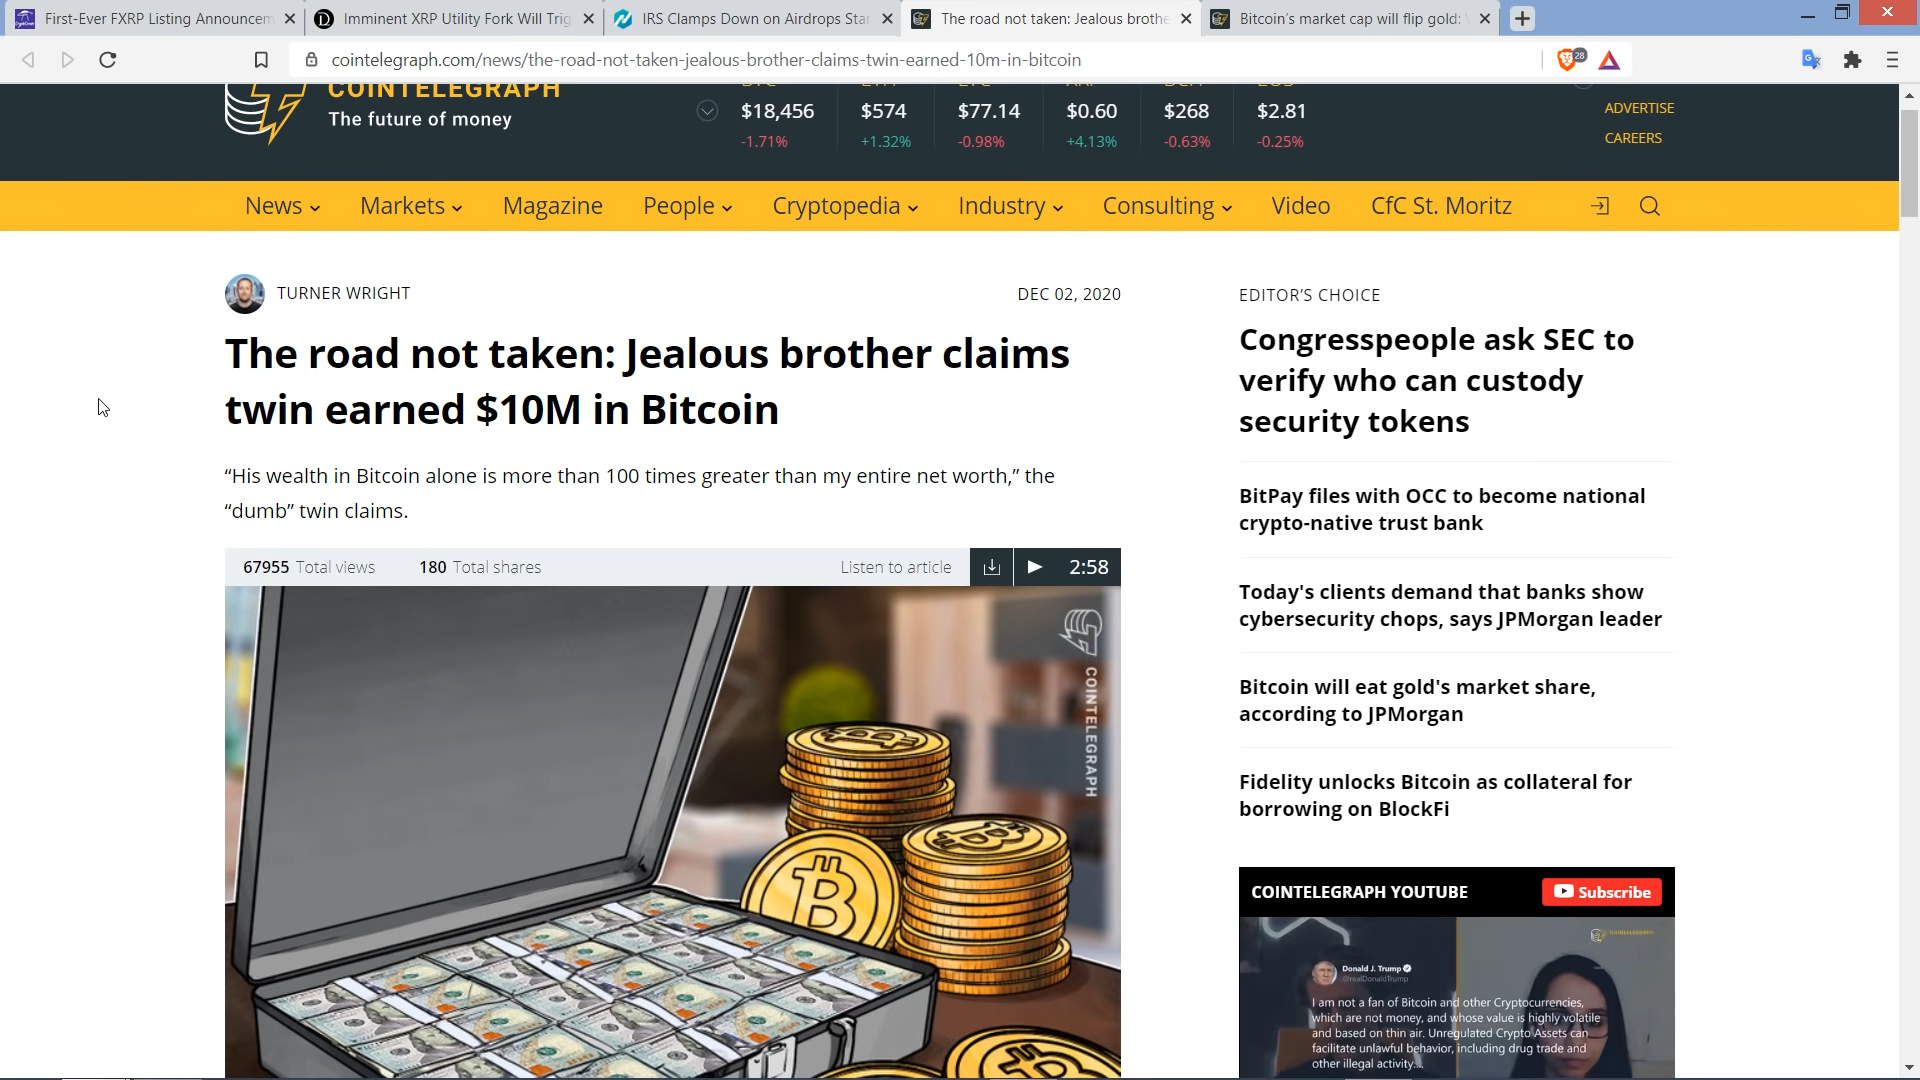 First-Ever FXRP Listing Announcem
Imminent XRP Utility Fork Will Trig
IRS Clamps Down on Airdrops Star
The road not taken: Jealous brothe
Bitcoin's market cap will flip gold:
cointelegraph.com/news/the-road-not-taken-jealous-brother-claims-twin-earned-10m-in-bitcoin
28
COINTELEGRAPH
The future of money
$18,456
$574
$77.14
$0.60
$268
$2.81
-1.71%
+1.32%
-0.98%
+4.13%
-0.63%
-0.25%
ADVERTISE
CAREERS
News
Markets
Magazine
People
Cryptopedia
Industry
Consulting
Video
CfC St. Moritz
TURNER WRIGHT
DEC 02, 2020
The road not taken: Jealous brother claims
twin earned $10M in Bitcoin
“His wealth in Bitcoin alone is more than 100 times greater than my entire net worth,” the
“dumb” twin claims.
67955 Total views
180 Total shares
Listen to article
2:58
COINTELEGRAPH
EDITOR’S CHOICE
Congresspeople ask SEC to
verify who can custody
security tokens
BitPay files with OCC to become national
crypto-native trust bank
Today's clients demand that banks show
cybersecurity chops, says JPMorgan leader
Bitcoin will eat gold's market share,
according to JPMorgan
Fidelity unlocks Bitcoin as collateral for
borrowing on BlockFi
COINTELEGRAPH YOUTUBE
Subscribe
Donald J. Trump
@realDonaldTrump
I am not a fan of Bitcoin and other Cryptocurrencies,
which are not money, and whose value is highly volatile
and based on thin air. Unregulated Crypto Assets can
facilitate unlawful behavior, including drug trade and
other illegal activity...